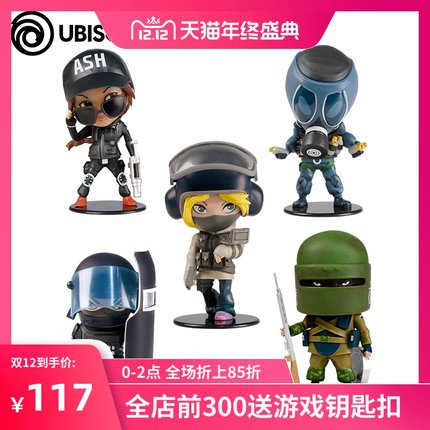 UBISO
12.12 天猫年终盛典
ASH
双12到手价:
¥117
0-2点 全场折上85折
全店前300送游戏钥匙扣